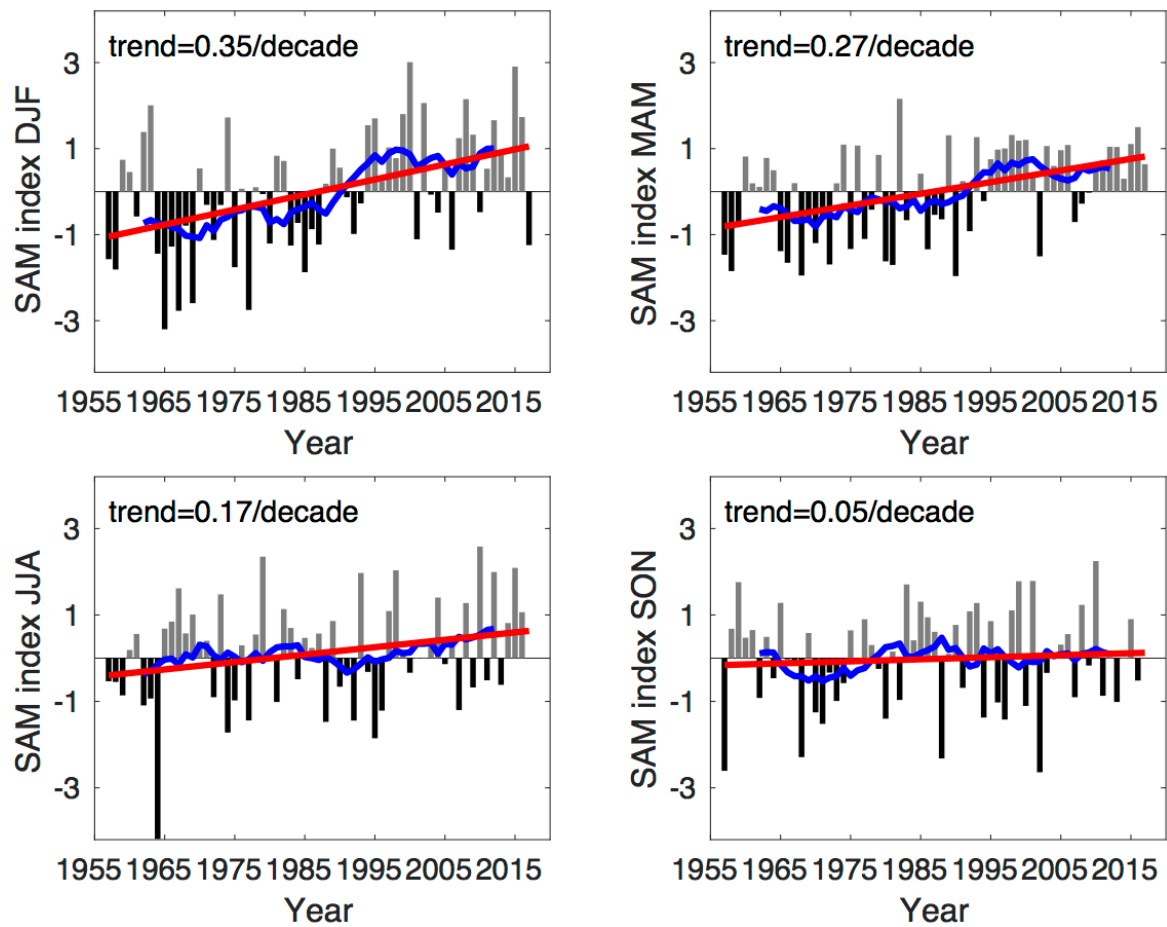 trend=0.35/decade
SAM index DJF
3
1
-1
-3
1955 1965 1975 1985 1995 2005 2015
Year
trend=0.27/decade
SAM index MAM
3
1
-1
-3
1955 1965 1975 1985 1995 2005 2015
Year
trend=0.17/decade
SAM index JJA
3
1
-1
-3
1955 1965 1975 1985 1995 2005 2015
Year
trend=0.05/decade
SAM index SON
3
1
-1
-3
1955 1965 1975 1985 1995 2005 2015
Year